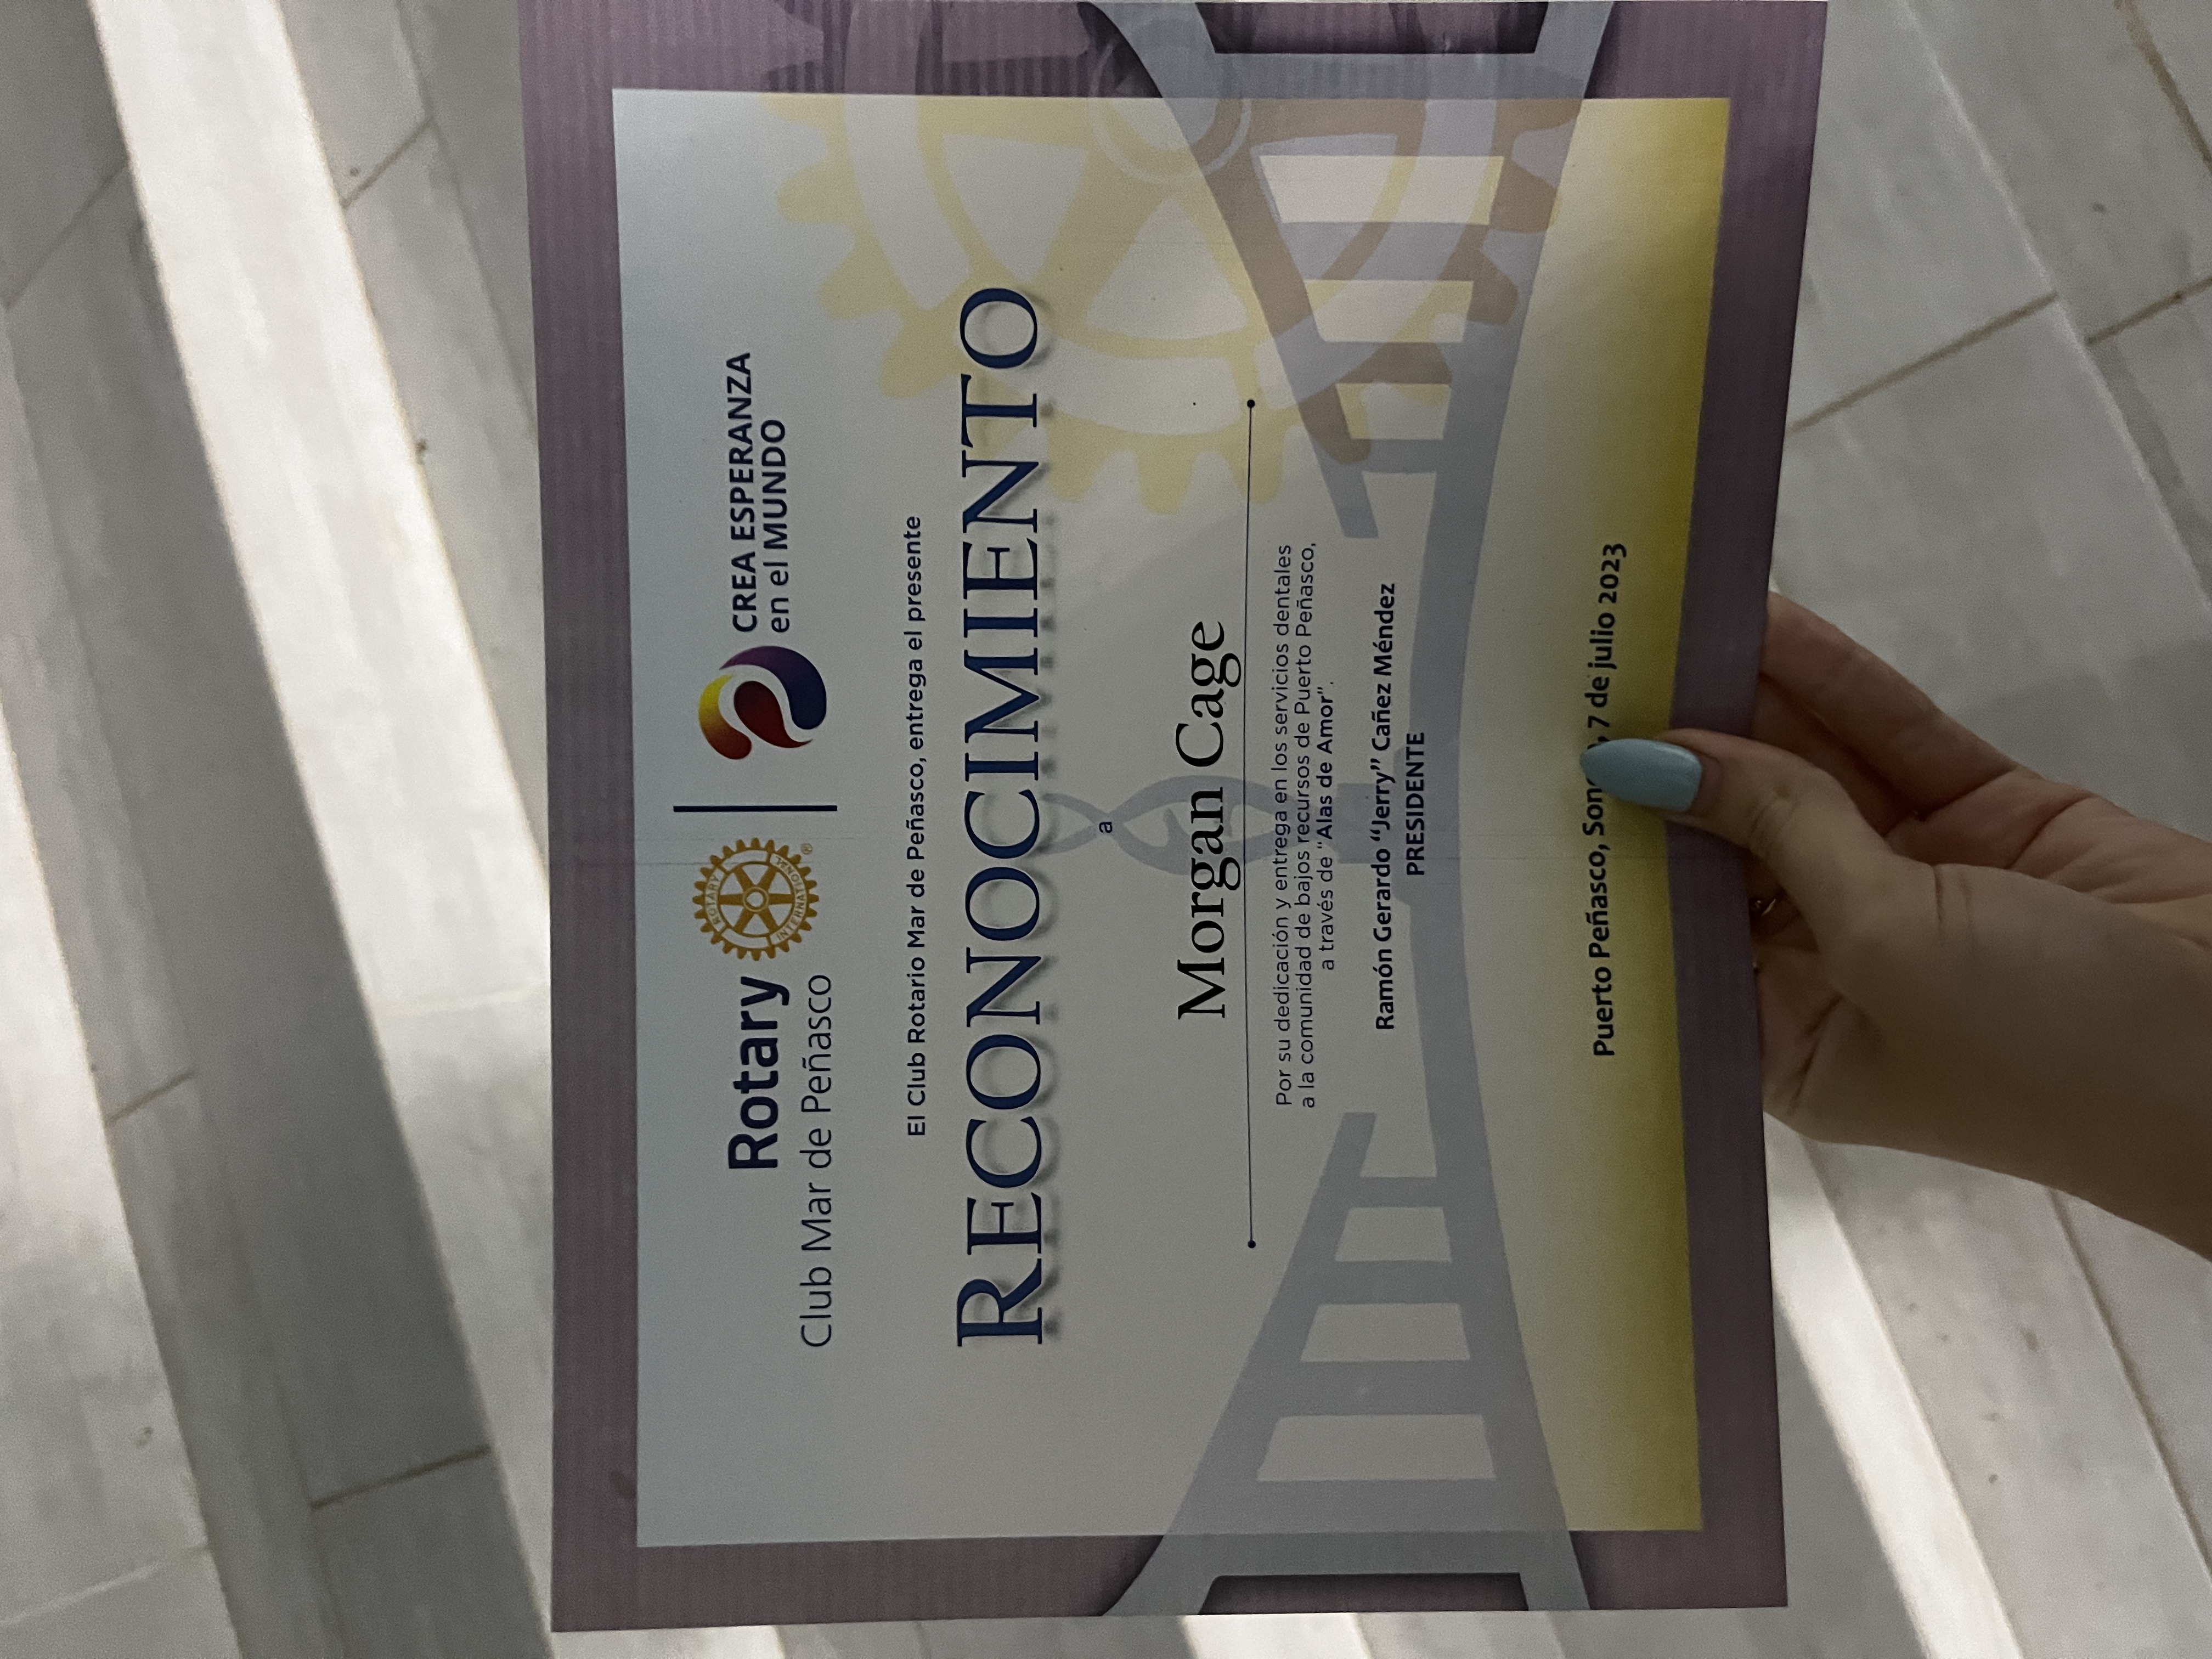 Rotary
Club Mar de Peñasco
ROTARY
INTERNATIONAL
CREA ESPERANZA
en el MUNDO
El Club Rotario Mar de Peñasco, entrega el presente
RECONOCIMIENTO
a
Morgan Cage
Por su dedicación y entrega en los servicios dentales
a la comunidad de bajos recursos de Puerto Peñasco,
a través de "Alas de Amor".
Ramón Gerardo “Jerry” Cañez Méndez
PRESIDENTE
Puerto Peñasco, 7 de julio 2023